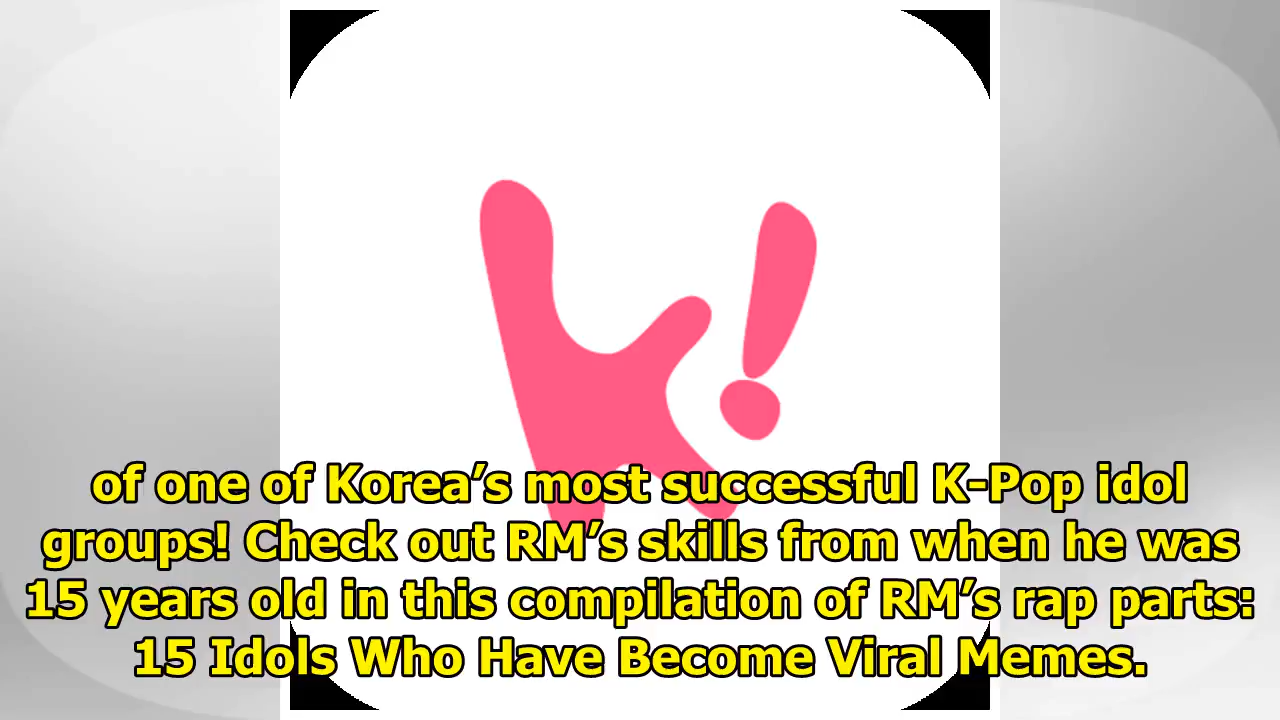 K!
of one of Korea’s most successful K-Pop idol
groups! Check out RM’s skills from when he was
15 years old in this compilation of RM’s rap parts:
15 Idols Who Have Become Viral Memes.